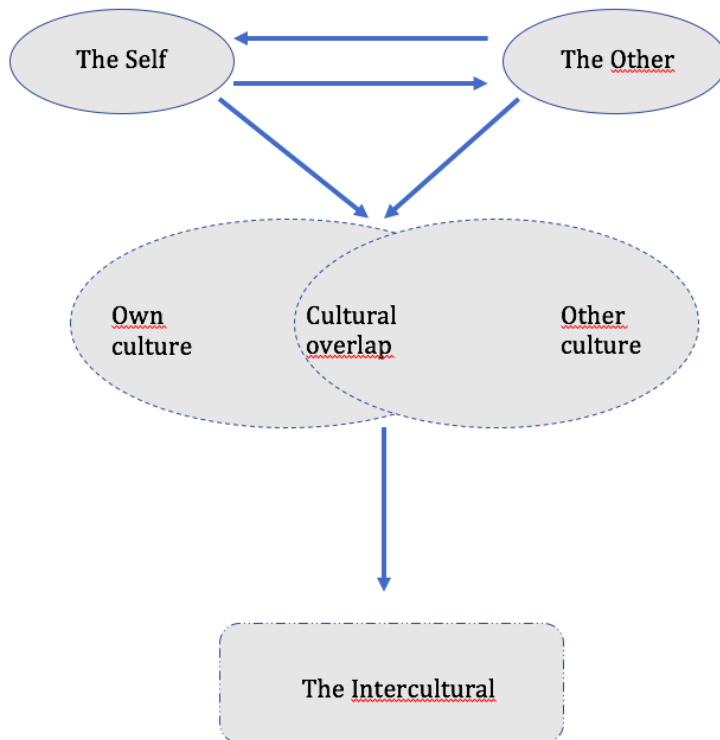 The Self
The Other
Own
culture
Cultural
overlap
Other
culture
The Intercultural